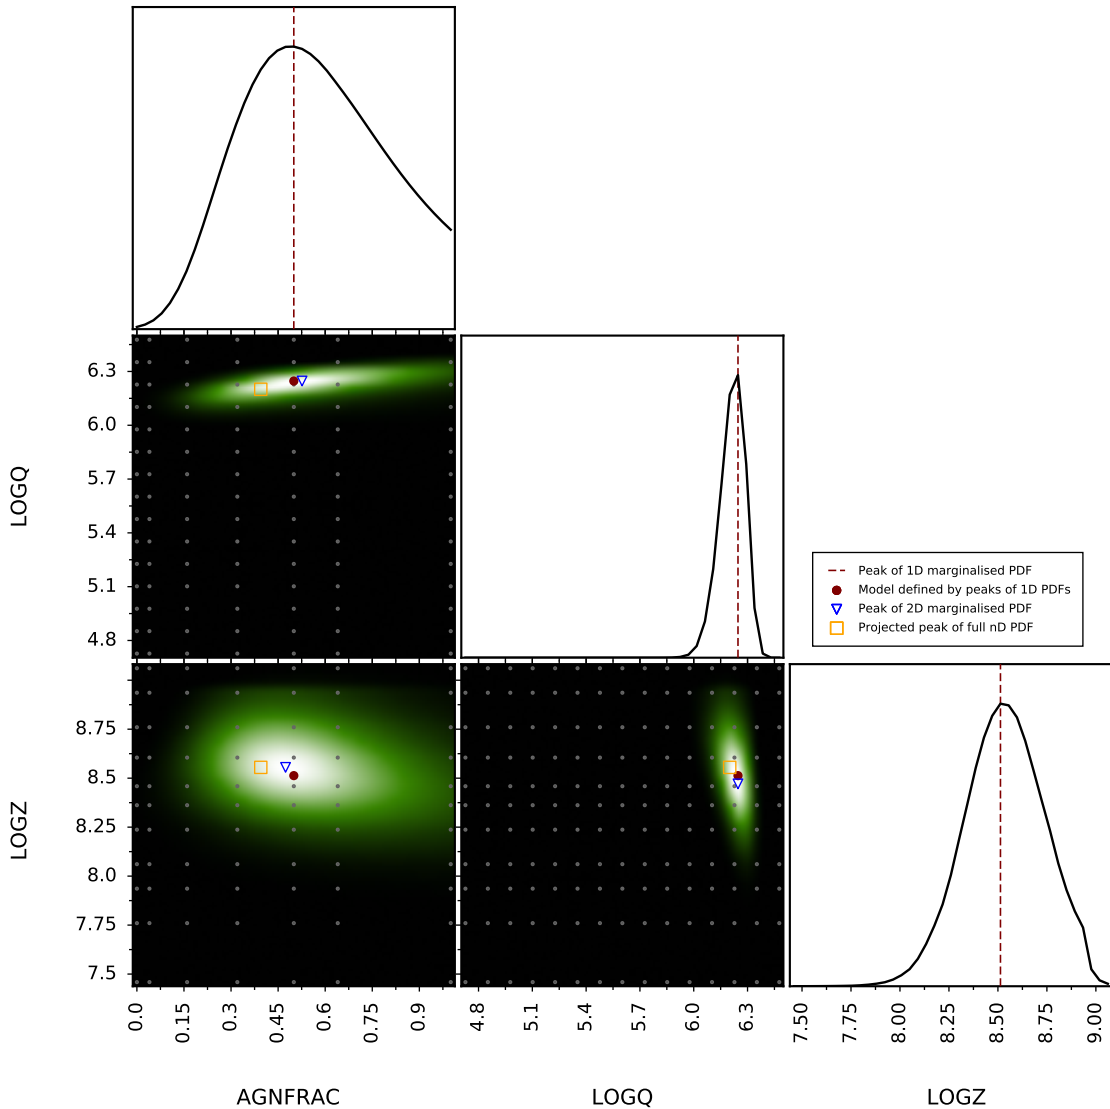 LOGQ
6.3
6.0
5.7
5.4
5.1
4.8
Peak of 1D marginalised PDF
Model defined by peaks of 1D PDFs
Peak of 2D marginalised PDF
Projected peak of full nD PDF
LOGZ
8.75
8.5
8.25
8.0
7.75
7.5
0.0 0.15 0.3 0.45 0.6 0.75 0.9
4.8 5.1 5.4 5.7 6.0 6.3
7.50 7.75 8.00 8.25 8.50 8.75 9.00
AGNFRAC LOGQ LOGZ